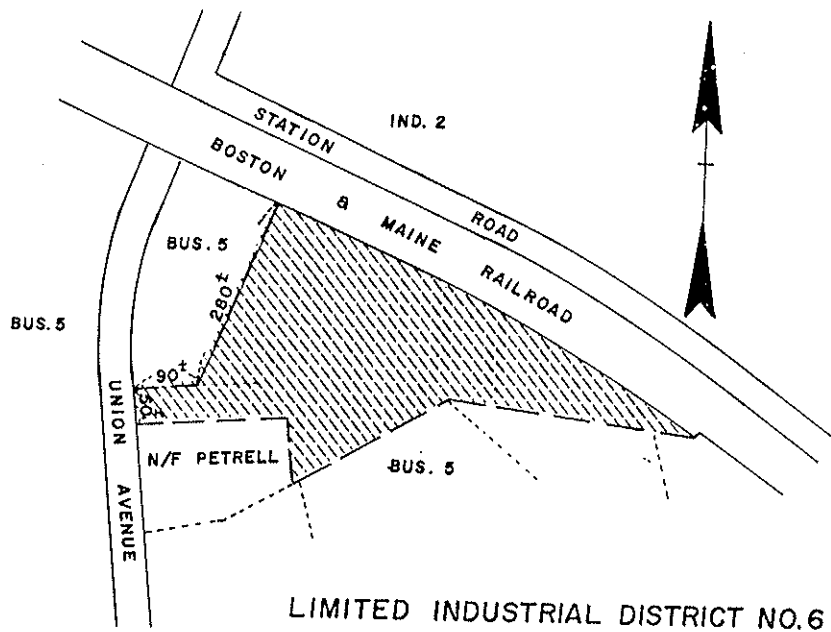 IND. 2
STATION ROAD
BOSTON & MAINE RAILROAD
BUS. 5
280±
BUS. 5
90±
50±
UNION AVENUE
N/F PETRELL
BUS. 5
LIMITED INDUSTRIAL DISTRICT NO. 6